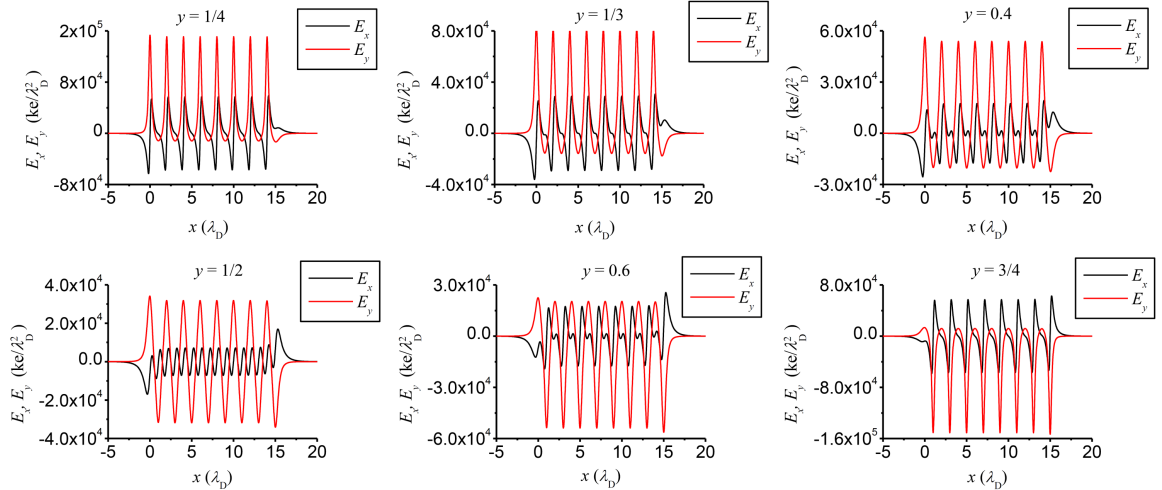 y = 1/4
E_x
E_y
2x10^5
8x10^4
0
-8x10^4
-5 0 5 10 15 20
E_x, E_y (ke/λ_D^2)
x (λ_D)
y = 1/3
E_x
E_y
8.0x10^4
4.0x10^4
0.0
-4.0x10^4
-5 0 5 10 15 20
E_x, E_y (ke/λ_D^2)
x (λ_D)
y = 0.4
E_x
E_y
6.0x10^4
3.0x10^4
0.0
-3.0x10^4
-5 0 5 10 15 20
E_x, E_y (ke/λ_D^2)
x (λ_D)
y = 1/2
E_x
E_y
4.0x10^4
2.0x10^4
0.0
-2.0x10^4
-4.0x10^4
-5 0 5 10 15 20
E_x, E_y (ke/λ_D^2)
x (λ_D)
y = 0.6
E_x
E_y
3.0x10^4
0.0
-3.0x10^4
-6.0x10^4
-5 0 5 10 15 20
E_x, E_y (ke/λ_D^2)
x (λ_D)
y = 3/4
E_x
E_y
8.0x10^4
0.0
-8.0x10^4
-1.6x10^5
-5 0 5 10 15 20
E_x, E_y (ke/λ_D^2)
x (λ_D)